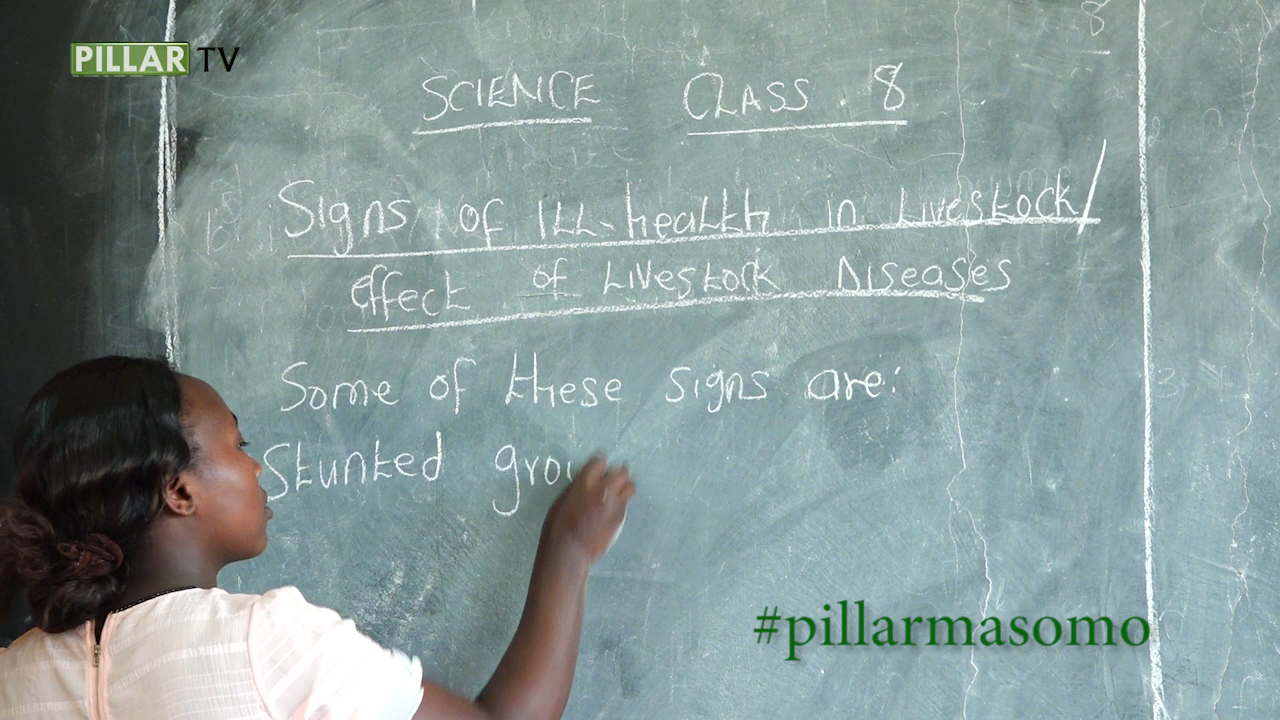 PILLAR TV
8
SCIENCE CLASS 8
Signs of ILL-health in Livestock/
effect of Livestock Diseases
Some of these signs are:
Stunted grow
#pillarmasomo